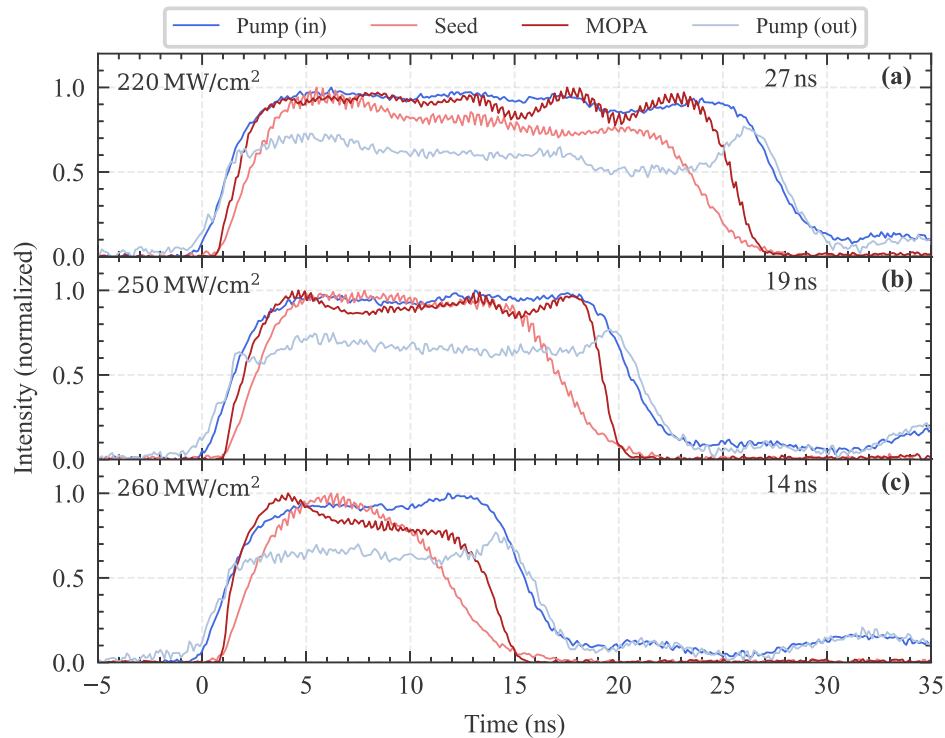 Pump (in) Seed MOPA Pump (out)
220 MW/cm² 27 ns (a)
1.0
0.5
0.0
250 MW/cm² 19 ns (b)
1.0
0.5
0.0
260 MW/cm² 14 ns (c)
1.0
0.5
0.0
Intensity (normalized)
−5 0 5 10 15 20 25 30 35
Time (ns)